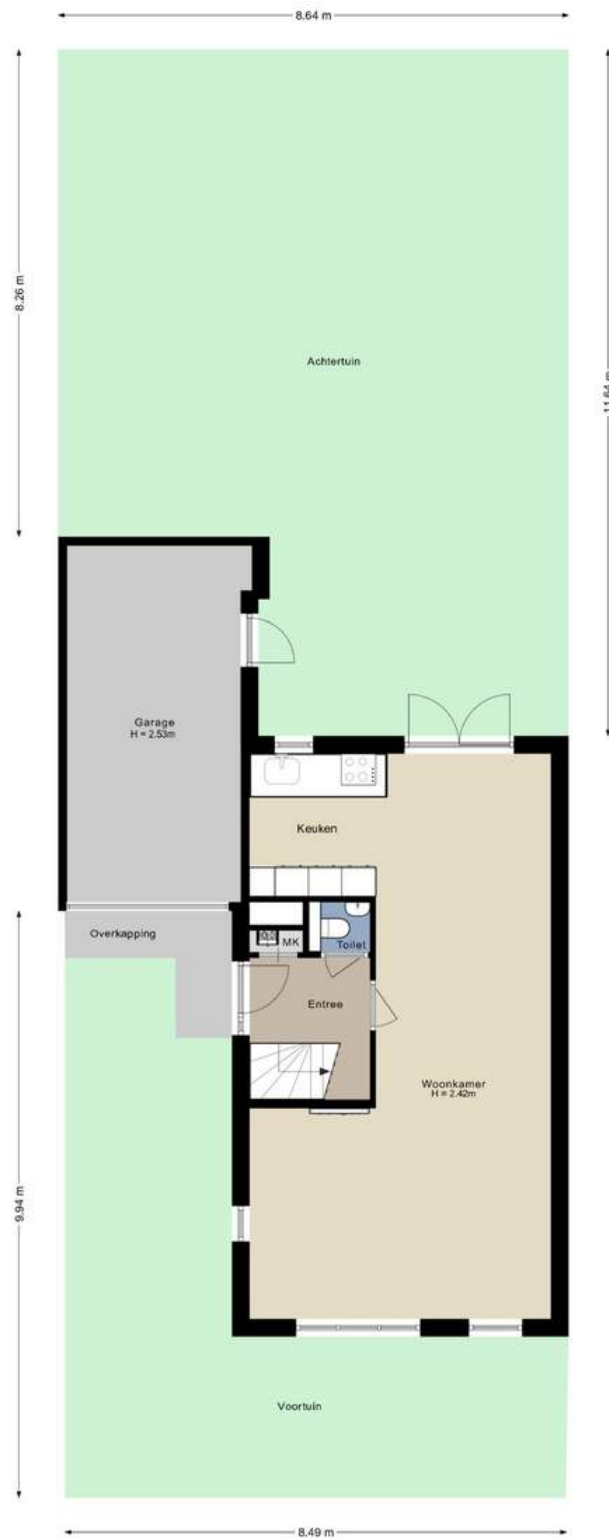 8.64 m
8.26 m
11.64 m
Achtertuin
Garage
H = 2.53m
Keuken
Overkapping
MK
Toilet
Entree
Woonkamer
H = 2.42m
9.94 m
Voortuin
8.49 m